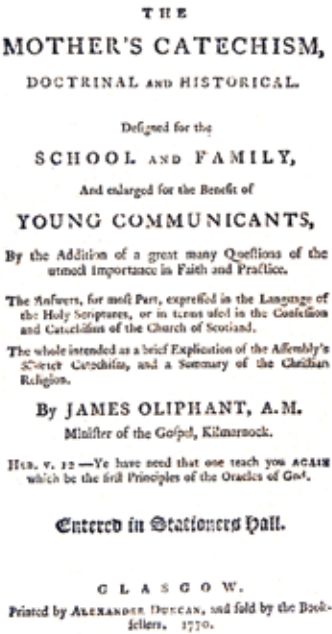 THE
MOTHER'S CATECHISM,
DOCTRINAL AND HISTORICAL.
Deſigned for the
SCHOOL AND FAMILY,
And enlarged for the Benefit of
YOUNG COMMUNICANTS,
By the Addition of a great many Queſtions of the
utmoſt Importance in Faith and Practice.
The Anſwers, for moſt Part, expreſſed in the Language of
the Holy Scriptures, or in terms uſed in the Confeſſion
and Catechiſms of the Church of Scotland.
The whole intended as a brief Explication of the Aſſembly's
Shorter Catechiſm, and a Summary of the Chriſtian
Religion.
By JAMES OLIPHANT, A.M.
Miniſter of the Goſpel, Kilmarnock.
HEB. v. 12 —Ye have need that one teach you AGAIN
which be the firſt Principles of the Oracles of God.
Entered in Stationers Hall.
GLASGOW.
Printed by ALEXANDER DUNCAN, and ſold by the Book-
ſellers, 1770.